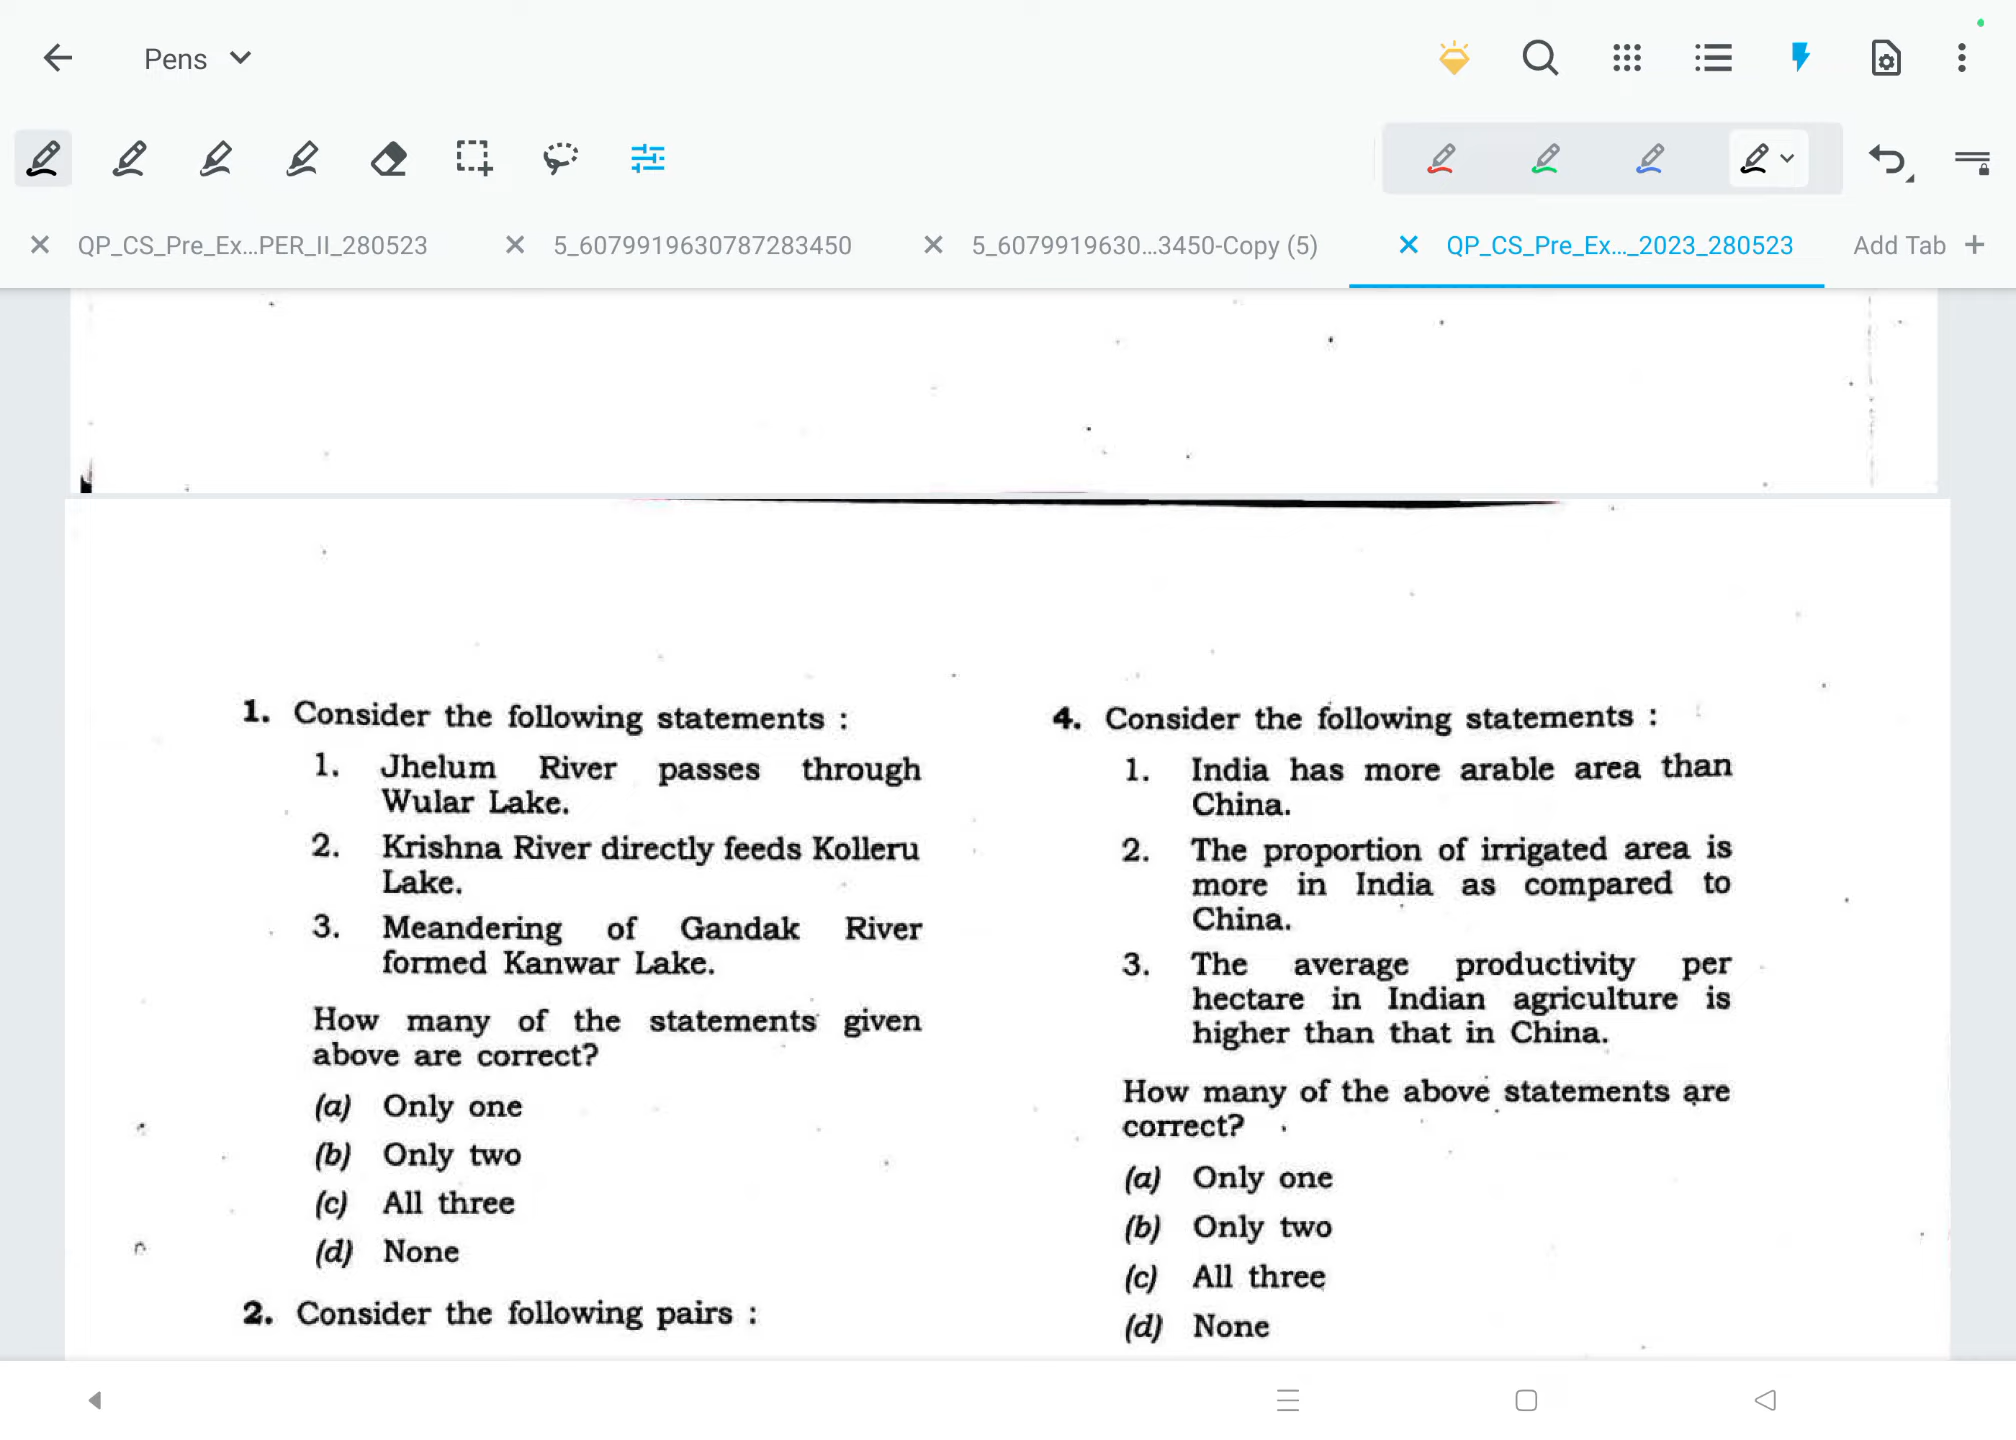 Pens
QP_CS_Pre_Ex...PER_II_280523
5_6079919630787283450
5_6079919630...3450-Copy (5)
QP_CS_Pre_Ex..._2023_280523
Add Tab
1. Consider the following statements :
1. Jhelum River passes through
Wular Lake.
2. Krishna River directly feeds Kolleru
Lake.
3. Meandering of Gandak River
formed Kanwar Lake.
How many of the statements given
above are correct?
(a) Only one
(b) Only two
(c) All three
(d) None
2. Consider the following pairs :
4. Consider the following statements :
1. India has more arable area than
China.
2. The proportion of irrigated area is
more in India as compared to
China.
3. The average productivity per
hectare in Indian agriculture is
higher than that in China.
How many of the above statements are
correct?
(a) Only one
(b) Only two
(c) All three
(d) None